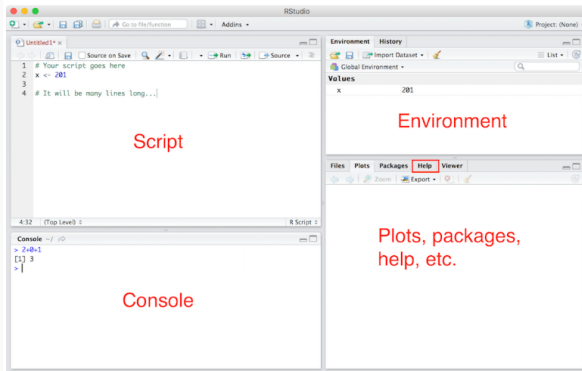 RStudio
Go to file/function
Addins
Project: (None)
Untitled1*
Source on Save
Run
Source
1 # Your script goes here
2 x <- 201
3
4 # It will be many lines long...
Script
4:32 (Top Level) R Script
Console ~/
> 2+0+1
[1] 3
>
Console
Environment History
Import Dataset List
Global Environment
Values
x 201
Environment
Files Plots Packages Help Viewer
Zoom Export
Plots, packages,
help, etc.